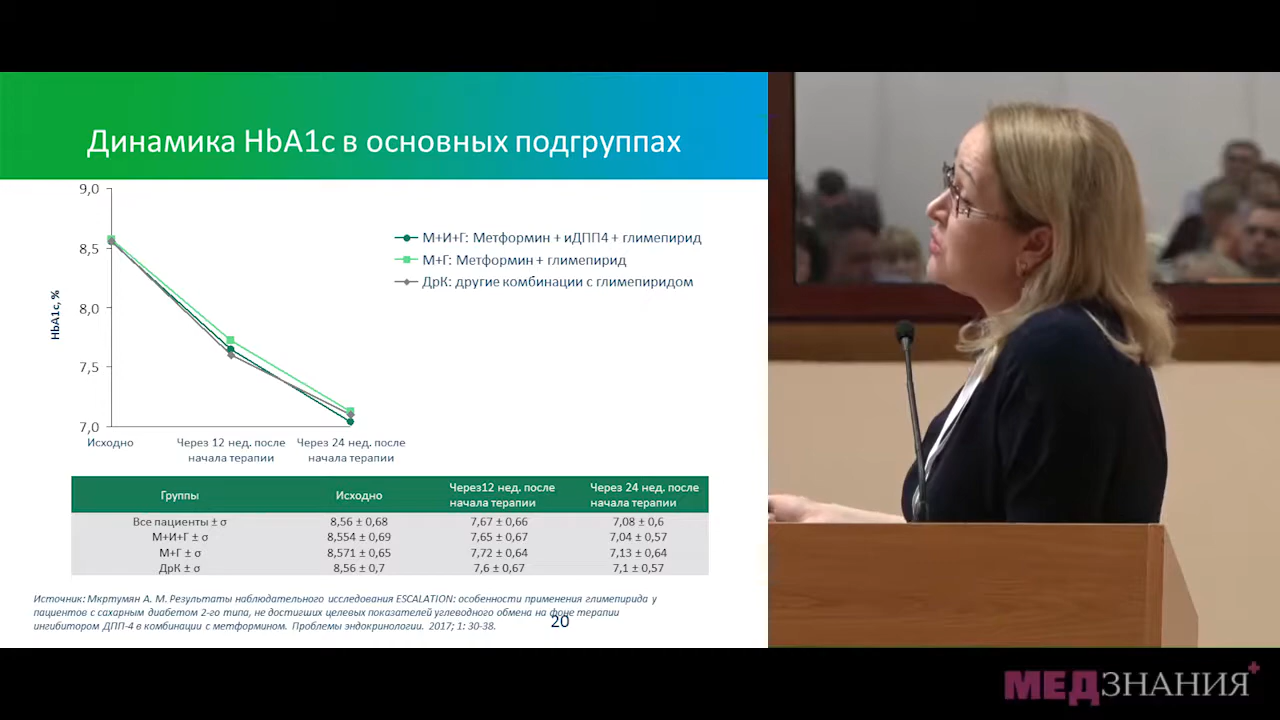 Динамика HbA1c в основных подгруппах
9,0
8,5
8,0
7,5
7,0
HbA1c, %
М+И+Г: Метформин + иДПП4 + глимепирид
М+Г: Метформин + глимепирид
ДрК: другие комбинации с глимепиридом
Исходно
Через 12 нед. после
начала терапии
Через 24 нед. после
начала терапии
Группы Исходно Через12 нед. после начала терапии Через 24 нед. после начала терапии
Все пациенты ± σ 8,56 ± 0,68 7,67 ± 0,66 7,08 ± 0,6
М+И+Г ± σ 8,554 ± 0,69 7,65 ± 0,67 7,04 ± 0,57
М+Г ± σ 8,571 ± 0,65 7,72 ± 0,64 7,13 ± 0,64
ДрК ± σ 8,56 ± 0,7 7,6 ± 0,67 7,1 ± 0,57
Источник: Мкртумян А. М. Результаты наблюдательного исследования ESCALATION: особенности применения глимепирида у
пациентов с сахарным диабетом 2-го типа, не достигших целевых показателей углеводного обмена на фоне терапии
ингибитором ДПП-4 в комбинации с метформином. Проблемы эндокринологии. 2017; 1: 30-38.
20
МЕДЗНАНИЯ+